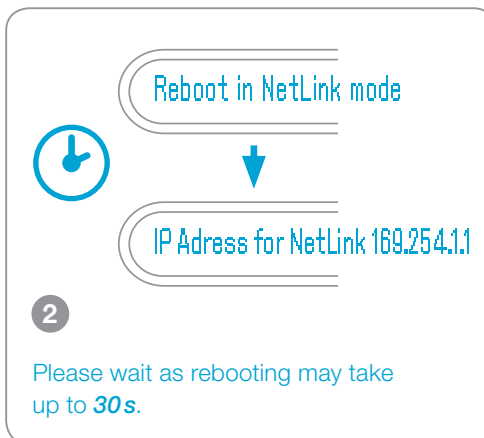 Reboot in NetLink mode
IP Adress for NetLink 169.254.1.1
2
Please wait as rebooting may take
up to 30 s.